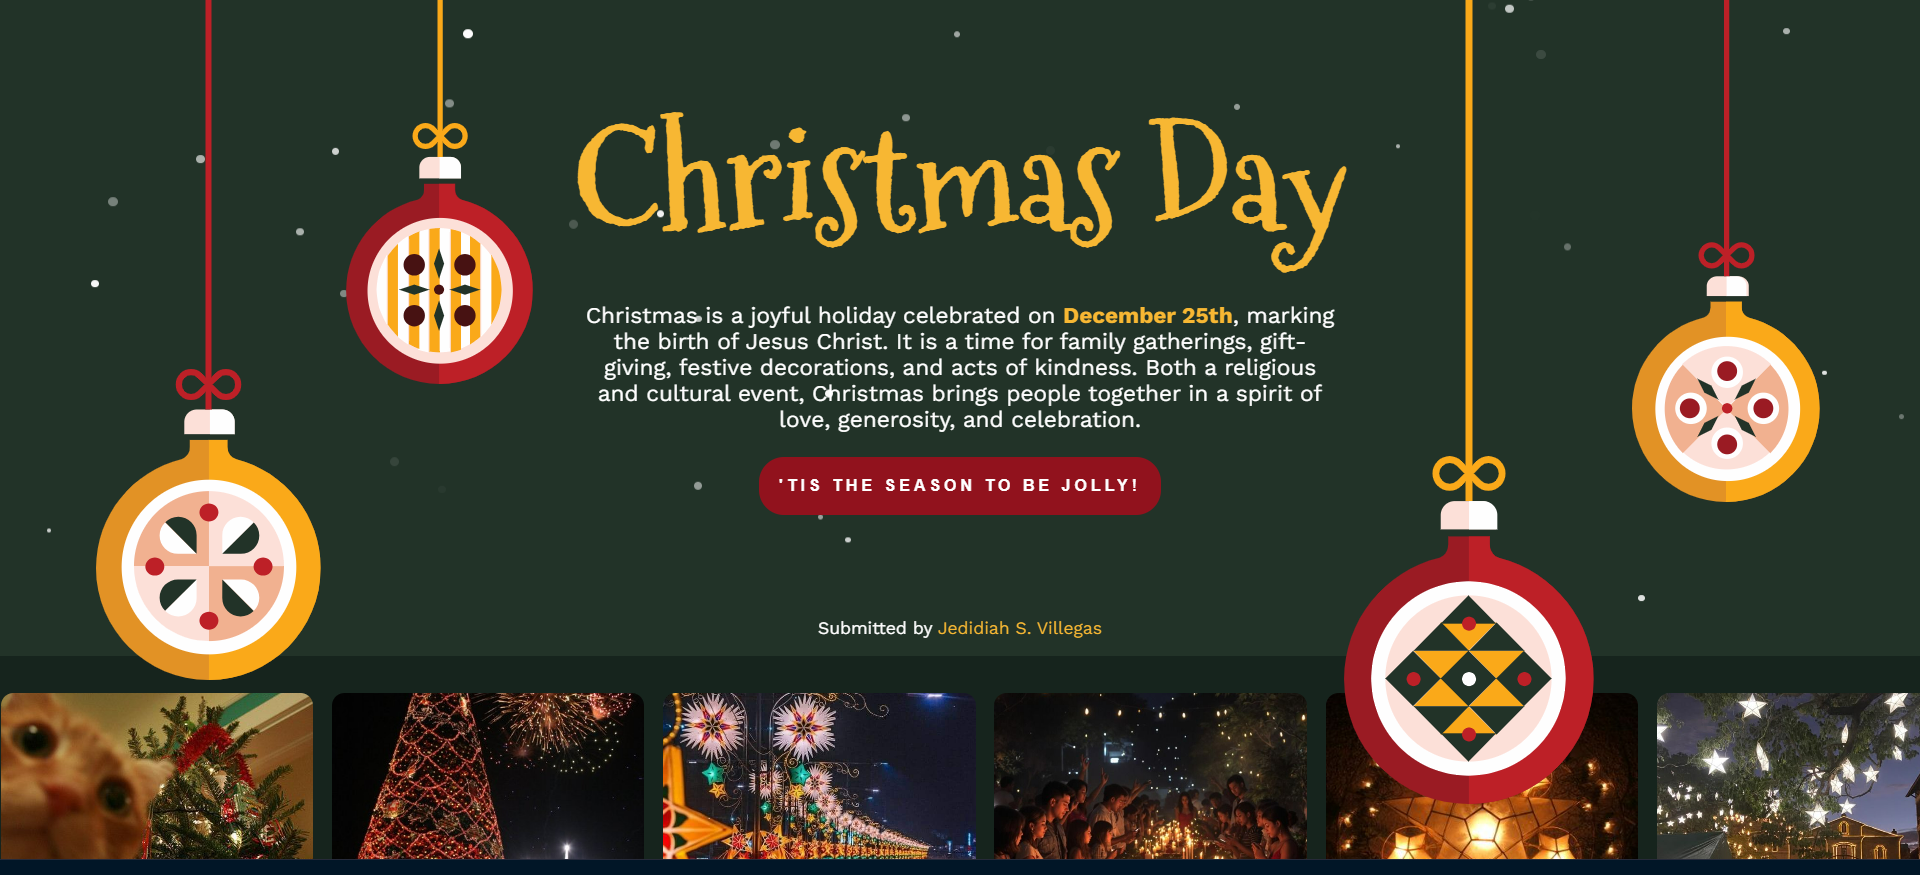 Christmas Day
Christmas is a joyful holiday celebrated on December 25th, marking
the birth of Jesus Christ. It is a time for family gatherings, gift-
giving, festive decorations, and acts of kindness. Both a religious
and cultural event, Christmas brings people together in a spirit of
love, generosity, and celebration.
'TIS THE SEASON TO BE JOLLY!
Submitted by Jedidiah S. Villegas